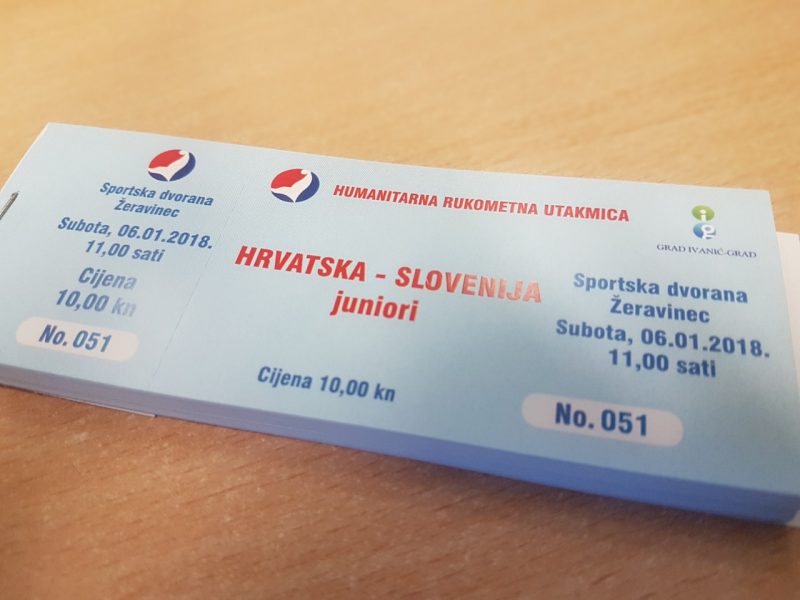 Sportska dvorana
Žeravinec
Subota, 06.01.2018.
11,00 sati
Cijena
10,00 kn
No. 051
HUMANITARNA RUKOMETNA UTAKMICA
HRVATSKA - SLOVENIJA
juniori
Cijena 10,00 kn
ig
GRAD IVANIĆ-GRAD
Sportska dvorana
Žeravinec
Subota, 06.01.2018.
11,00 sati
No. 051